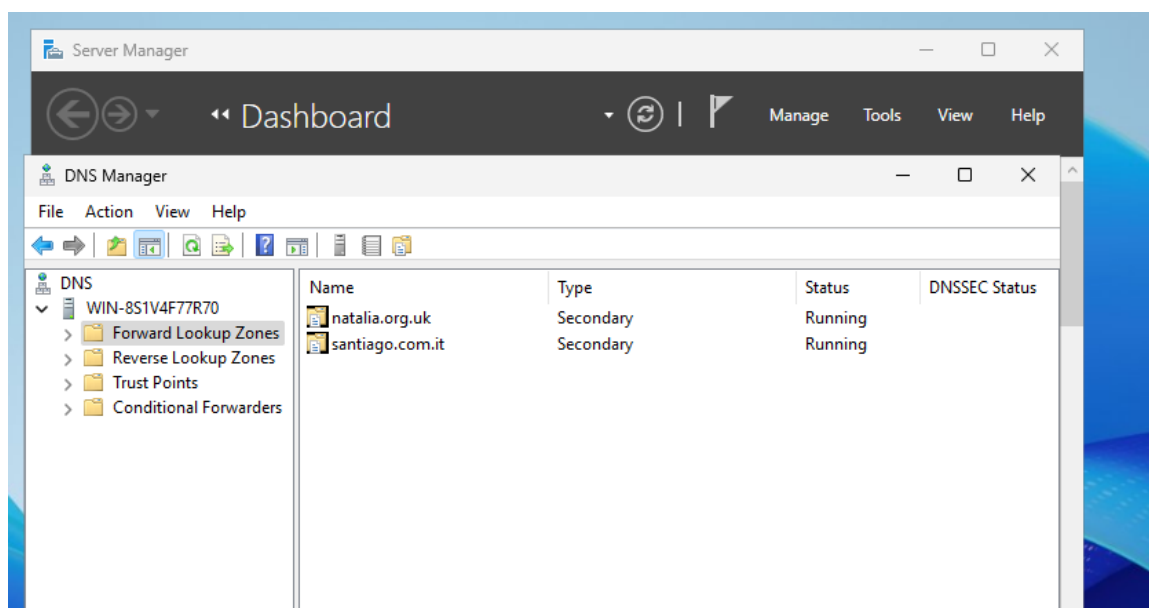 Server Manager
Dashboard
Manage Tools View Help
DNS Manager
File Action View Help
DNS
WIN-8S1V4F77R70
Forward Lookup Zones
Reverse Lookup Zones
Trust Points
Conditional Forwarders
Name Type Status DNSSEC Status
natalia.org.uk Secondary Running
santiago.com.it Secondary Running